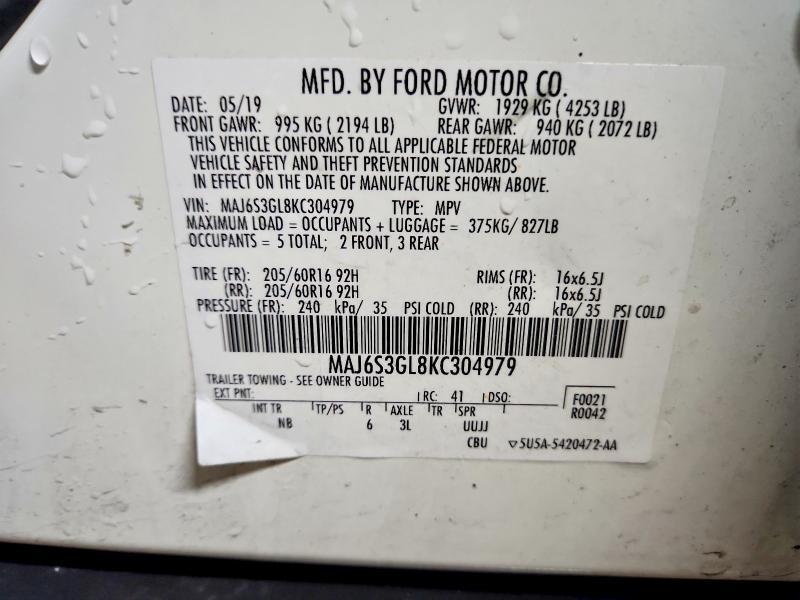 MFD. BY FORD MOTOR CO.
DATE: 05/19 GVWR: 1929 KG ( 4253 LB)
FRONT GAWR: 995 KG ( 2194 LB) REAR GAWR: 940 KG ( 2072 LB)
THIS VEHICLE CONFORMS TO ALL APPLICABLE FEDERAL MOTOR
VEHICLE SAFETY AND THEFT PREVENTION STANDARDS
IN EFFECT ON THE DATE OF MANUFACTURE SHOWN ABOVE.
VIN: MAJ6S3GL8KC304979 TYPE: MPV
MAXIMUM LOAD = OCCUPANTS + LUGGAGE = 375KG/ 827LB
OCCUPANTS = 5 TOTAL; 2 FRONT, 3 REAR
TIRE (FR): 205/60R16 92H RIMS (FR): 16x6.5J
(RR): 205/60R16 92H (RR): 16x6.5J
PRESSURE (FR): 240 kPa/ 35 PSI COLD (RR): 240 kPa/ 35 PSI COLD
MAJ6S3GL8KC304979
TRAILER TOWING - SEE OWNER GUIDE
EXT PNT: RC: 41 DSO: F0021
R0042
INT TR TP/PS R AXLE TR SPR
NB 6 3L UUJJ
CBU ▽5U5A-5420472-AA